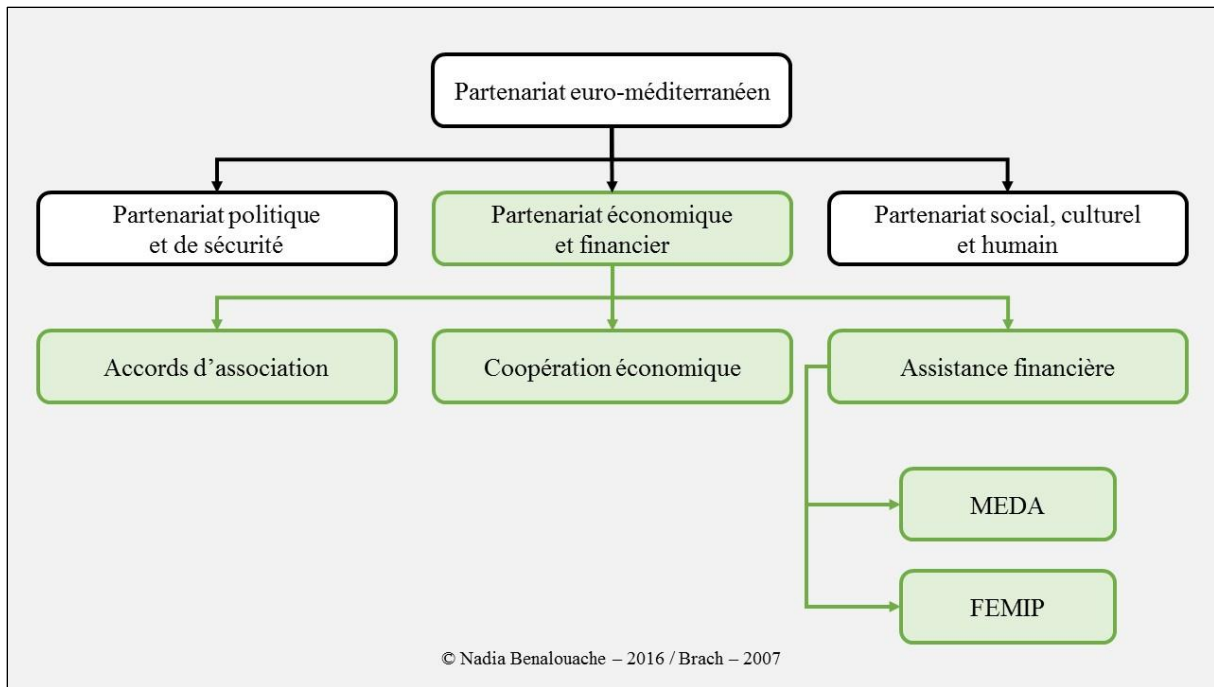 Partenariat euro-méditerranéen
Partenariat politique
et de sécurité
Partenariat économique
et financier
Partenariat social, culturel
et humain
Accords d’association
Coopération économique
Assistance financière
MEDA
FEMIP
© Nadia Benalouache – 2016 / Brach – 2007